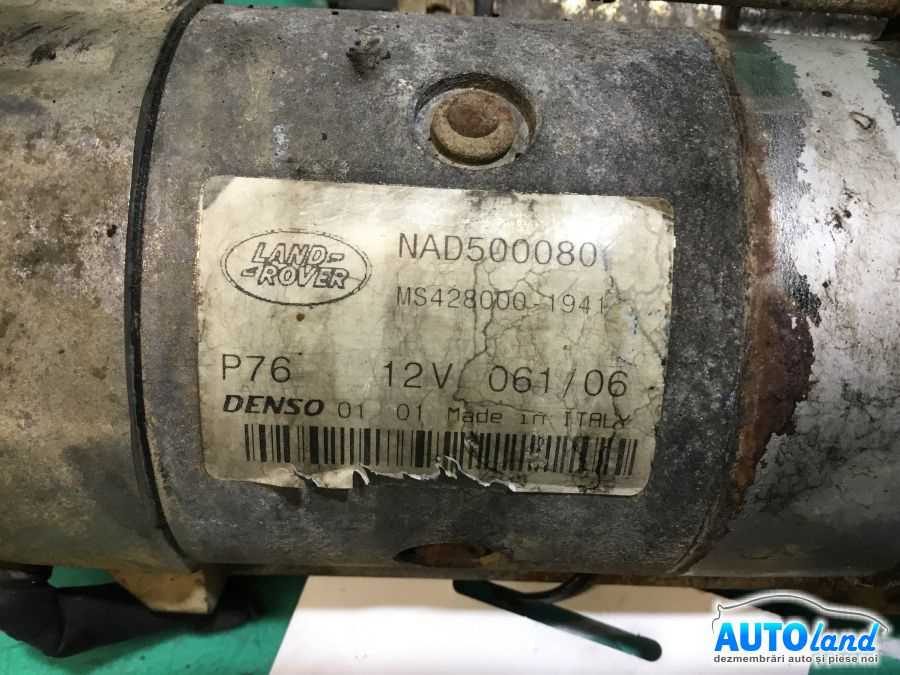 LAND-
-ROVER
NAD500080
MS428000-1941
P76 12V 061/06
DENSO 01 01 Made in ITALY
AUTOland
dezmembrări auto și piese noi